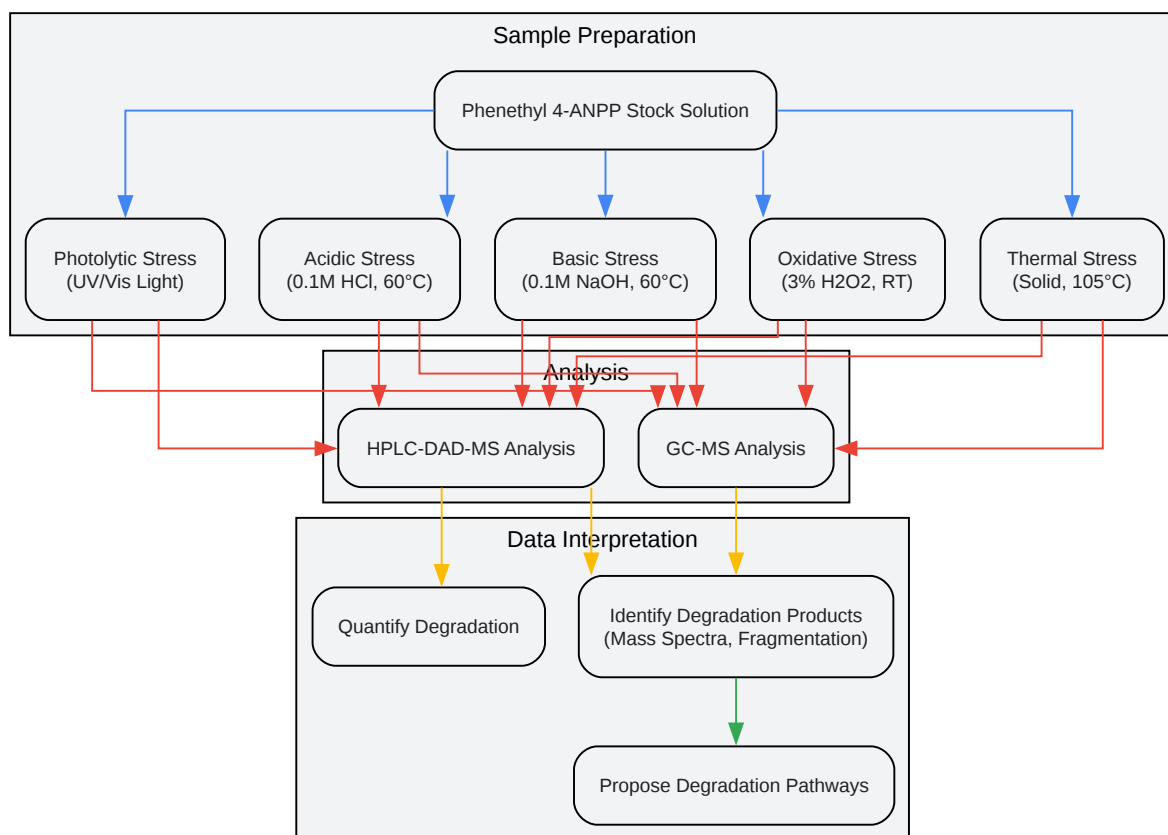 Sample Preparation
Phenethyl 4-ANPP Stock Solution
Photolytic Stress
(UV/Vis Light)
Acidic Stress
(0.1M HCl, 60°C)
Basic Stress
(0.1M NaOH, 60°C)
Oxidative Stress
(3% H2O2, RT)
Thermal Stress
(Solid, 105°C)
Analysis
HPLC-DAD-MS Analysis
GC-MS Analysis
Data Interpretation
Quantify Degradation
Identify Degradation Products
(Mass Spectra, Fragmentation)
Propose Degradation Pathways